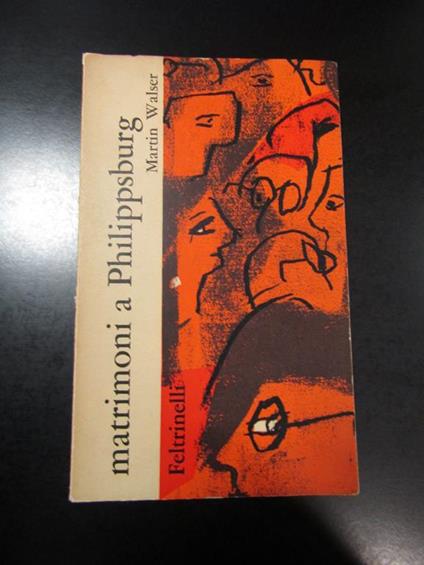 matrimoni a Philippsburg
Martin Walser
Feltrinelli